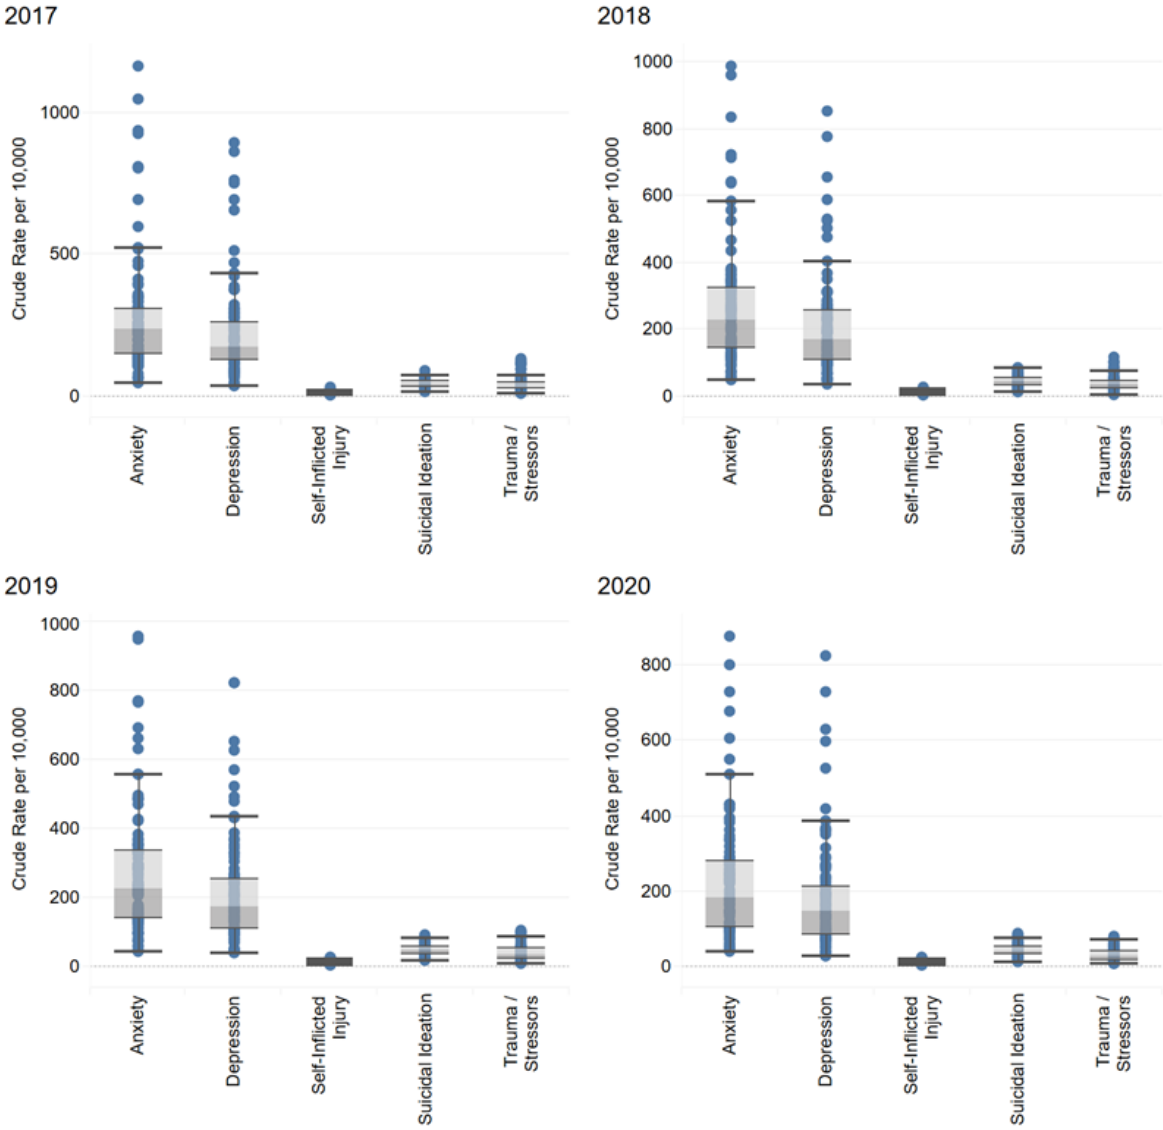 2017
Crude Rate per 10,000
1000
500
0
Anxiety
Depression
Self-Inflicted
Injury
Suicidal Ideation
Trauma /
Stressors
2018
Crude Rate per 10,000
1000
800
600
400
200
0
Anxiety
Depression
Self-Inflicted
Injury
Suicidal Ideation
Trauma /
Stressors
2019
Crude Rate per 10,000
1000
800
600
400
200
0
Anxiety
Depression
Self-Inflicted
Injury
Suicidal Ideation
Trauma /
Stressors
2020
Crude Rate per 10,000
800
600
400
200
0
Anxiety
Depression
Self-Inflicted
Injury
Suicidal Ideation
Trauma /
Stressors